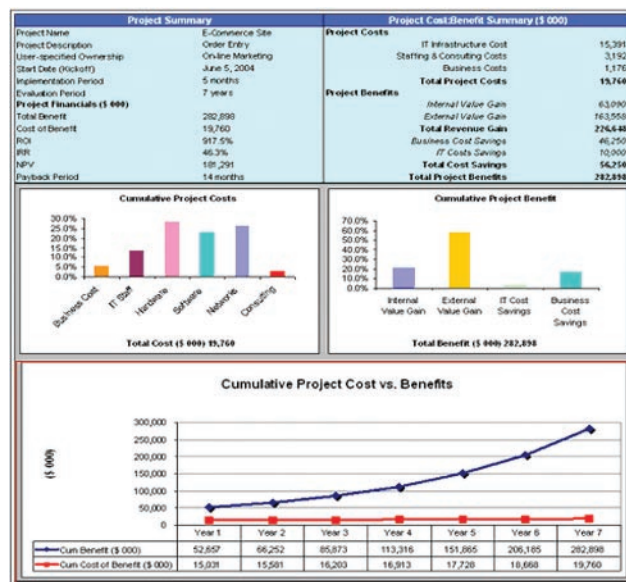 Project Summary
Project Name E-Commerce Site
Project Description Order Entry
User-specified Ownership On-line Marketing
Start Date (Kickoff) June 5, 2004
Implementation Period 5 months
Evaluation Period 7 years
Project Financials ($ 000)
Total Benefit 282,898
Cost of Benefit 19,760
ROI 917.5%
IRR 46.3%
NPV 181,291
Payback Period 14 months
Project Cost:Benefit Summary ($ 000)
Project Costs
IT Infrastructure Cost 15,391
Staffing & Consulting Costs 3,192
Business Costs 1,176
Total Project Costs 19,760
Project Benefits
Internal Value Gain 63,090
External Value Gain 163,558
Total Revenue Gain 226,648
Business Cost Savings 46,250
IT Costs Savings 10,000
Total Cost Savings 56,250
Total Project Benefits 282,898
Cumulative Project Costs
30.0%
25.0%
20.0%
15.0%
10.0%
5.0%
0.0%
Business Cost IT Staff Hardware Software Networks Consulting
Total Cost ($ 000) 19,760
Cumulative Project Benefit
70.0%
60.0%
50.0%
40.0%
30.0%
20.0%
10.0%
0.0%
Internal External IT Cost Business
Value Gain Value Gain Savings Cost
Savings
Total Benefit ($ 000) 282,898
Cumulative Project Cost vs. Benefits
($ 000)
300,000
250,000
200,000
150,000
100,000
50,000
0
Year 1 Year 2 Year 3 Year 4 Year 5 Year 6 Year 7
Cum Benefit ($ 000) 52,857 66,252 85,873 113,316 151,865 206,185 282,898
Cum Cost of Benefit ($ 000) 15,031 15,581 16,203 16,913 17,728 18,668 19,760